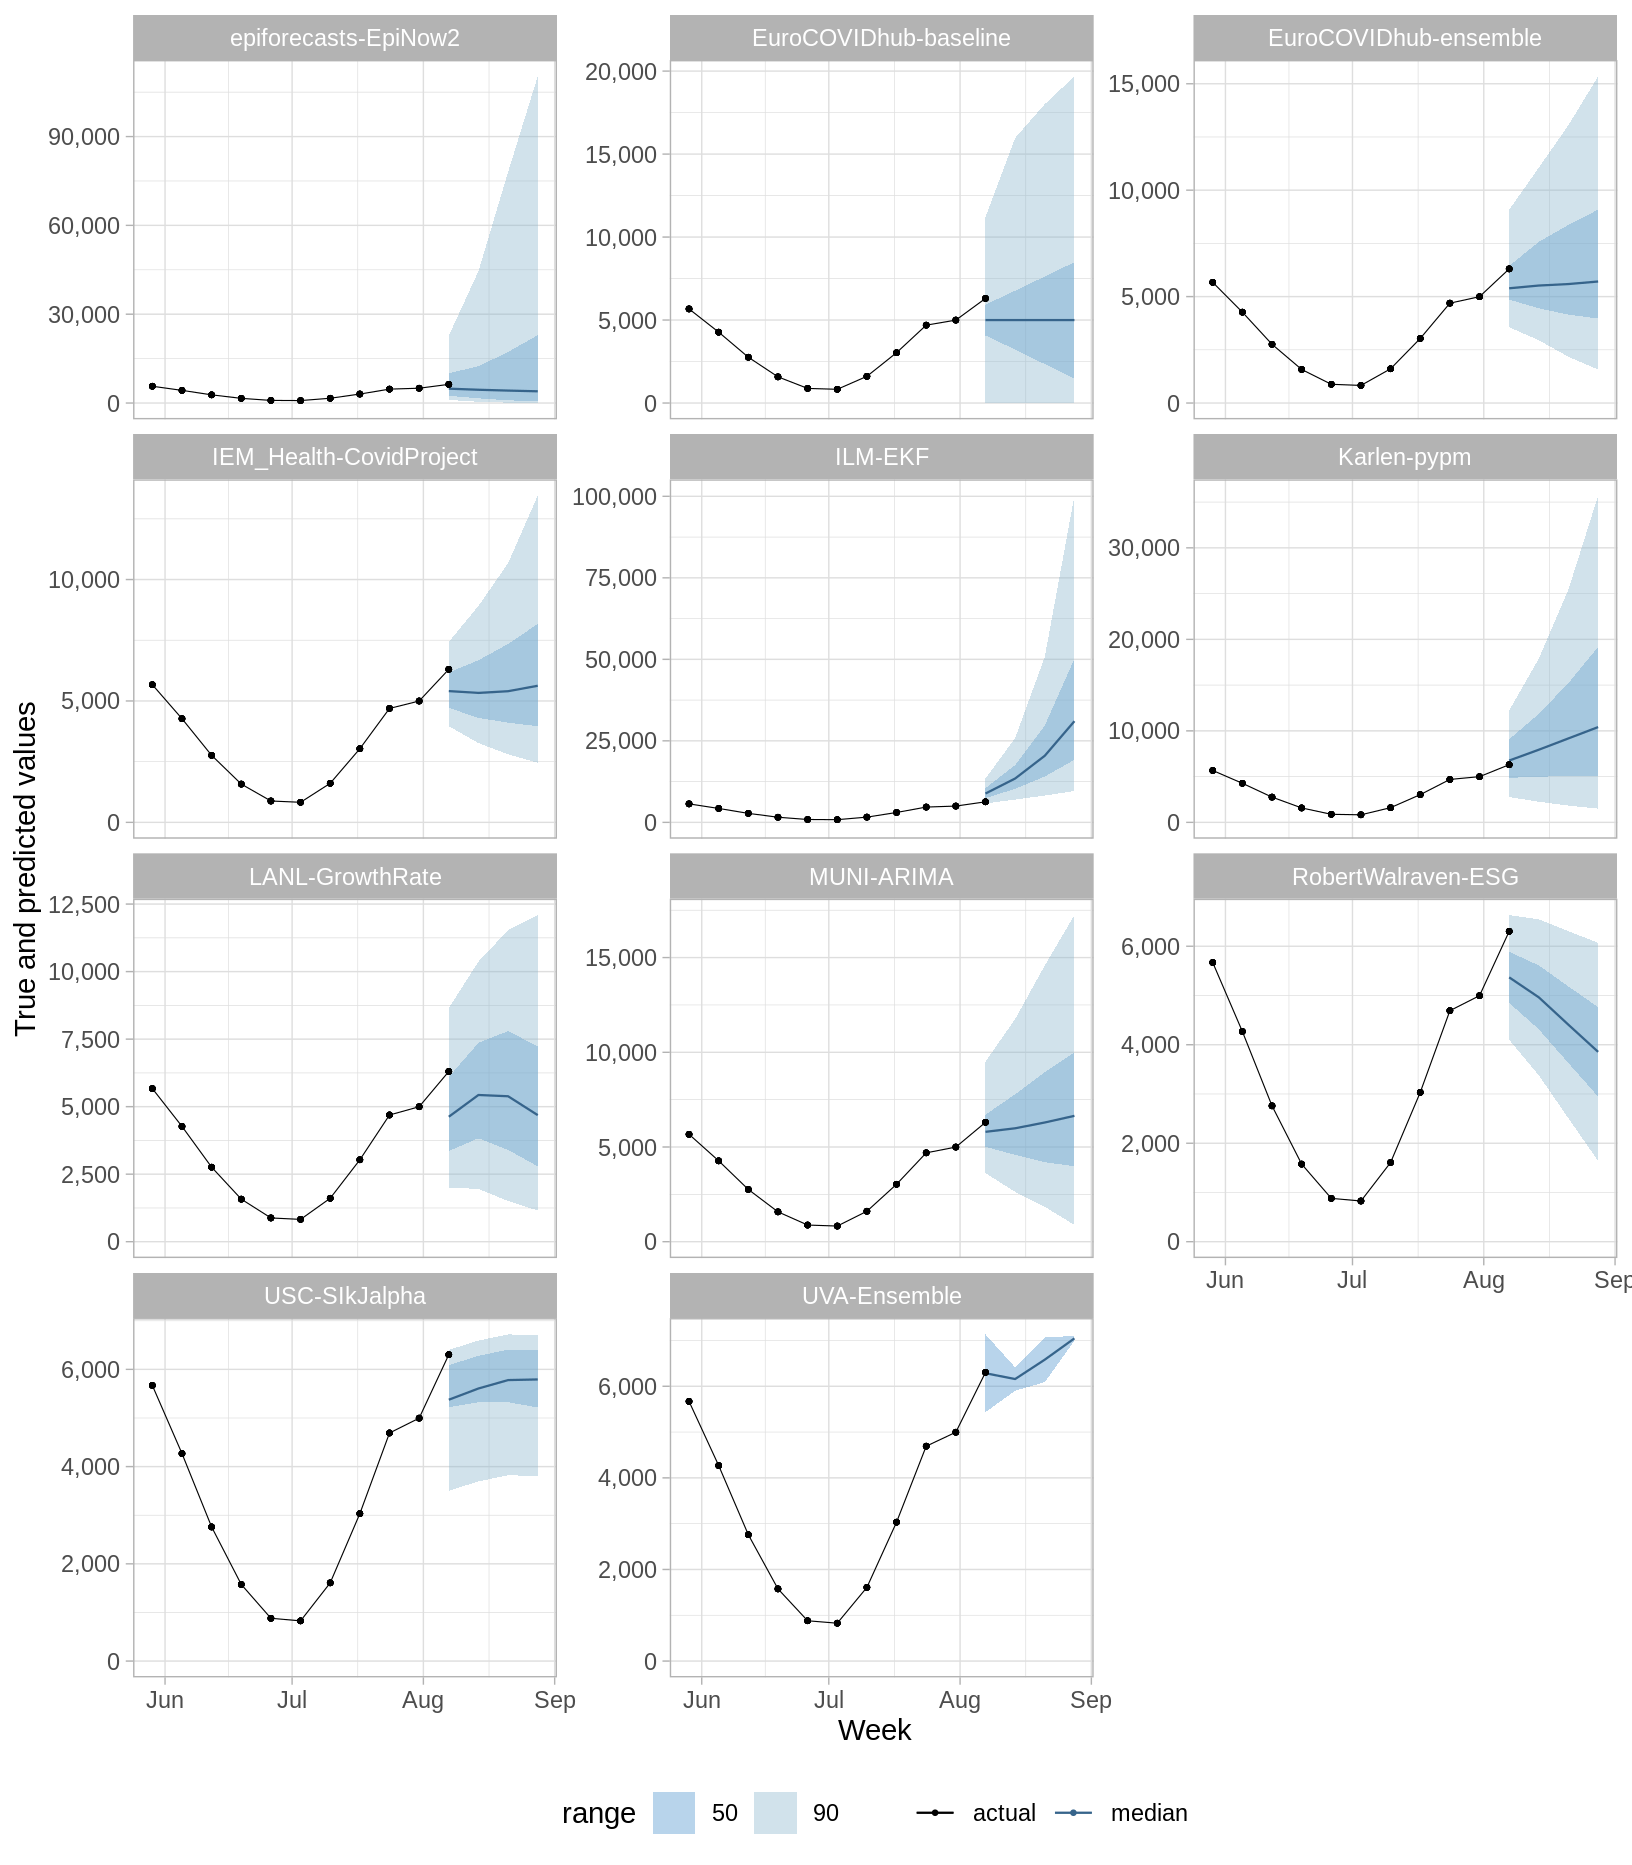 epiforecasts-EpiNow2
EuroCOVIDhub-baseline
EuroCOVIDhub-ensemble
90,000
60,000
30,000
0
20,000
15,000
10,000
5,000
0
15,000
10,000
5,000
0
IEM_Health-CovidProject
ILM-EKF
Karlen-pypm
10,000
5,000
0
100,000
75,000
50,000
25,000
0
30,000
20,000
10,000
0
True and predicted values
LANL-GrowthRate
MUNI-ARIMA
RobertWalraven-ESG
12,500
10,000
7,500
5,000
2,500
0
15,000
10,000
5,000
0
6,000
4,000
2,000
0
Jun Jul Aug Sep
USC-SIkJalpha
UVA-Ensemble
6,000
4,000
2,000
0
6,000
4,000
2,000
0
Jun Jul Aug Sep
Jun Jul Aug Sep
Week
range 50 90 actual median